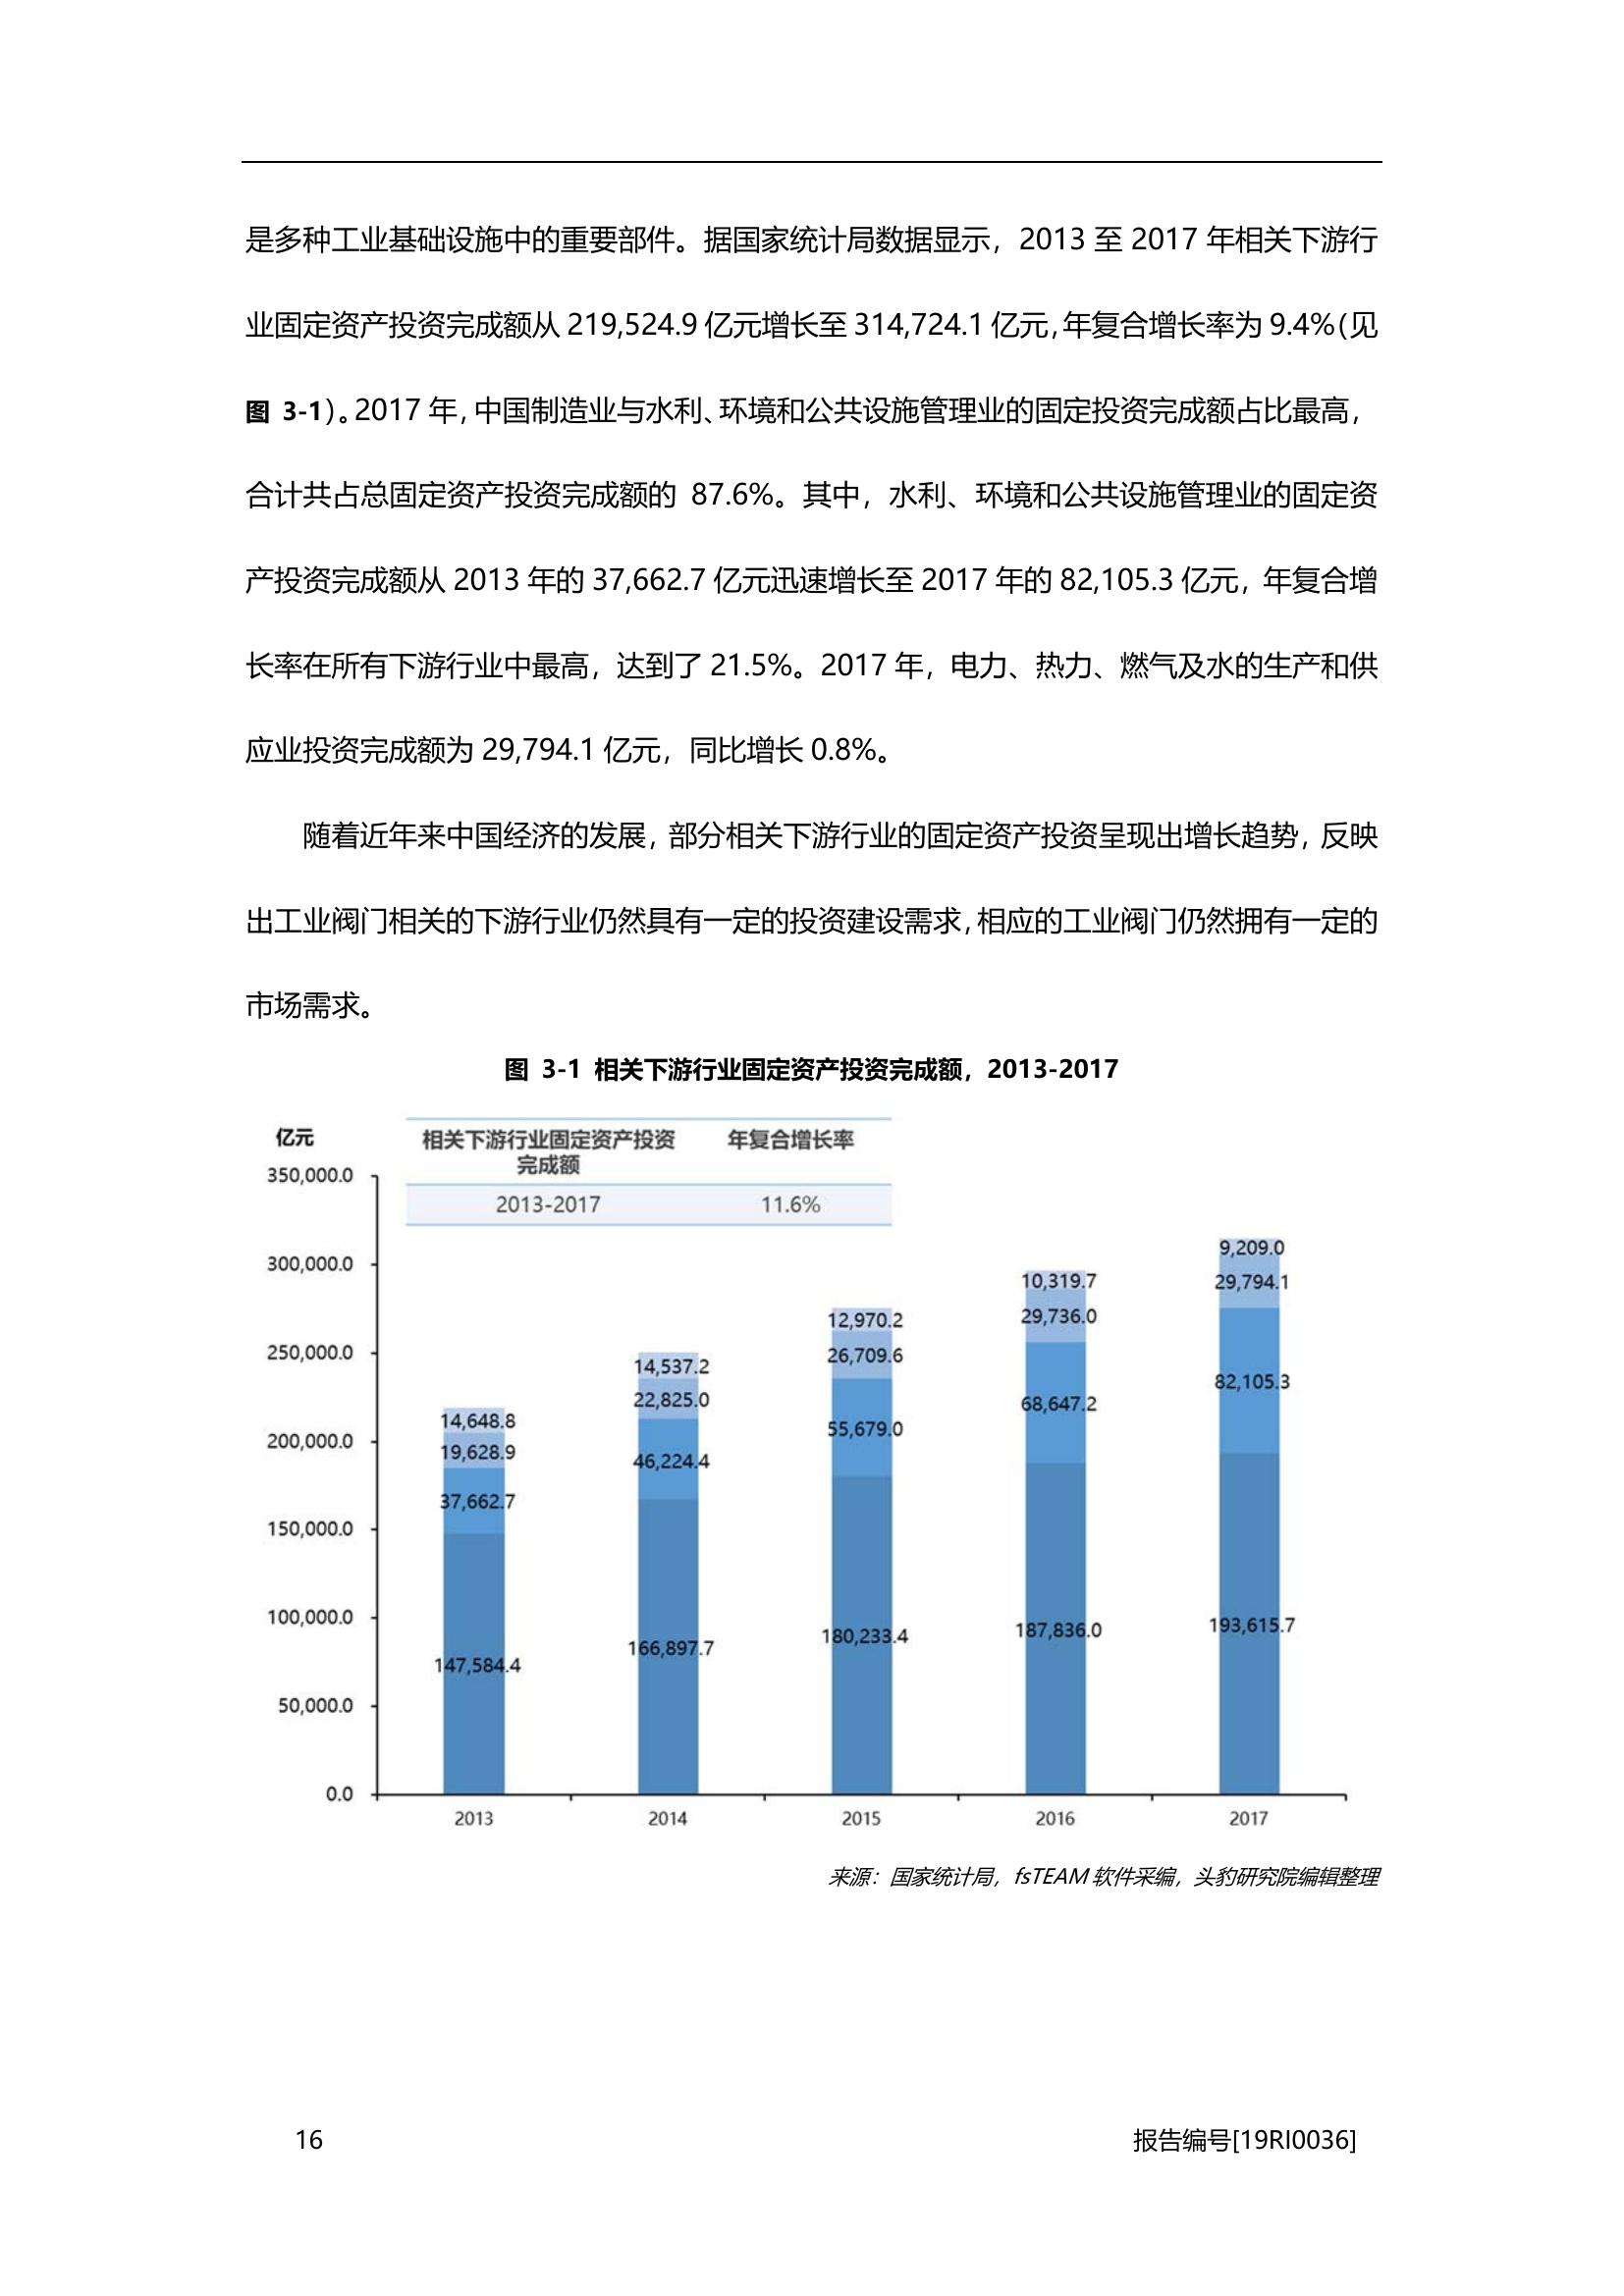 是多种工业基础设施中的重要部件。据国家统计局数据显示，2013 至 2017 年相关下游行
业固定资产投资完成额从 219,524.9 亿元增长至 314,724.1 亿元，年复合增长率为 9.4%（见
图 3-1）。2017 年，中国制造业与水利、环境和公共设施管理业的固定投资完成额占比最高，
合计共占总固定资产投资完成额的 87.6%。其中，水利、环境和公共设施管理业的固定资
产投资完成额从 2013 年的 37,662.7 亿元迅速增长至 2017 年的 82,105.3 亿元，年复合增
长率在所有下游行业中最高，达到了 21.5%。2017 年，电力、热力、燃气及水的生产和供
应业投资完成额为 29,794.1 亿元，同比增长 0.8%。
随着近年来中国经济的发展，部分相关下游行业的固定资产投资呈现出增长趋势，反映
出工业阀门相关的下游行业仍然具有一定的投资建设需求，相应的工业阀门仍然拥有一定的
市场需求。
图 3-1 相关下游行业固定资产投资完成额，2013-2017
亿元
相关下游行业固定资产投资 年复合增长率
完成额
2013-2017 11.6%
350,000.0
300,000.0
250,000.0
200,000.0
150,000.0
100,000.0
50,000.0
0.0
14,648.8
19,628.9
37,662.7
147,584.4
14,537.2
22,825.0
46,224.4
166,897.7
12,970.2
26,709.6
55,679.0
180,233.4
10,319.7
29,736.0
68,647.2
187,836.0
9,209.0
29,794.1
82,105.3
193,615.7
2013 2014 2015 2016 2017
来源：国家统计局，fsTEAM 软件采编，头豹研究院编辑整理
16 报告编号[19RI0036]